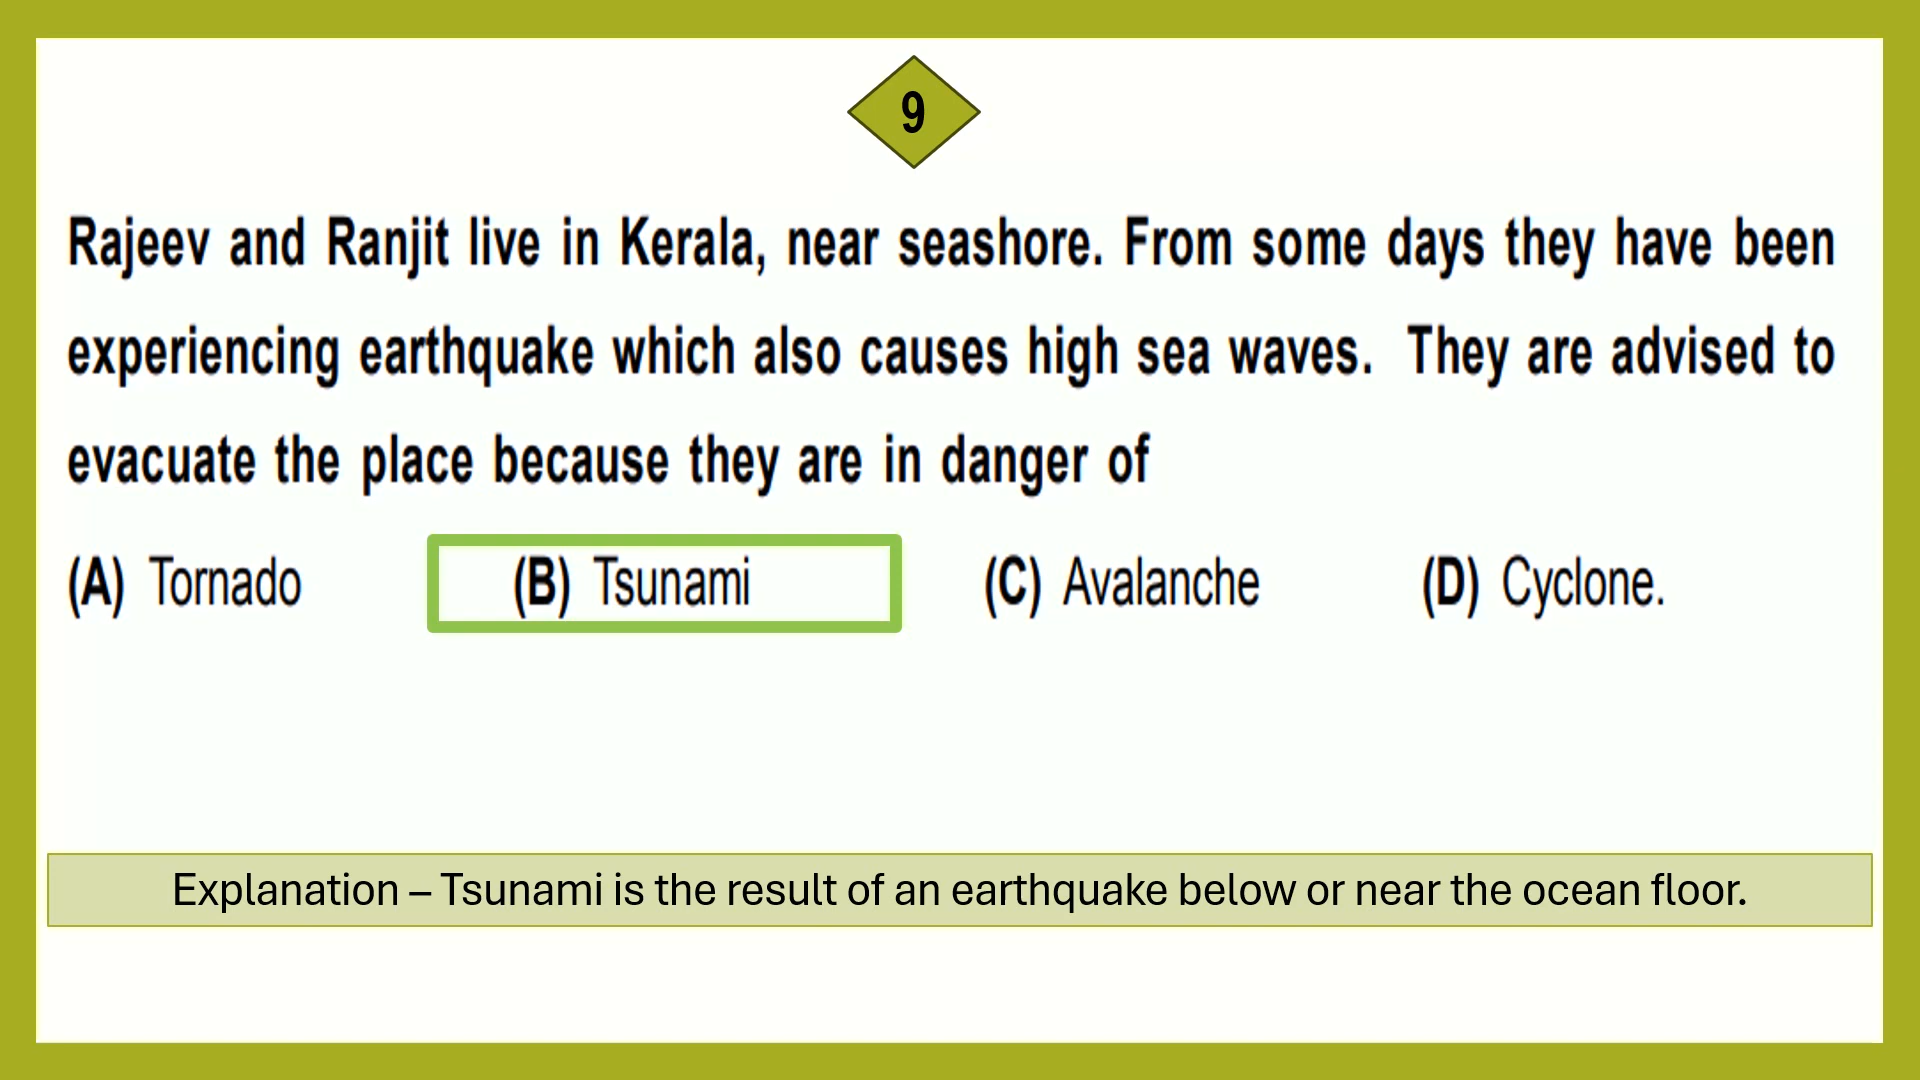 9
Rajeev and Ranjit live in Kerala, near seashore. From some days they have been
experiencing earthquake which also causes high sea waves. They are advised to
evacuate the place because they are in danger of
(A) Tornado (B) Tsunami (C) Avalanche (D) Cyclone.
Explanation – Tsunami is the result of an earthquake below or near the ocean floor.